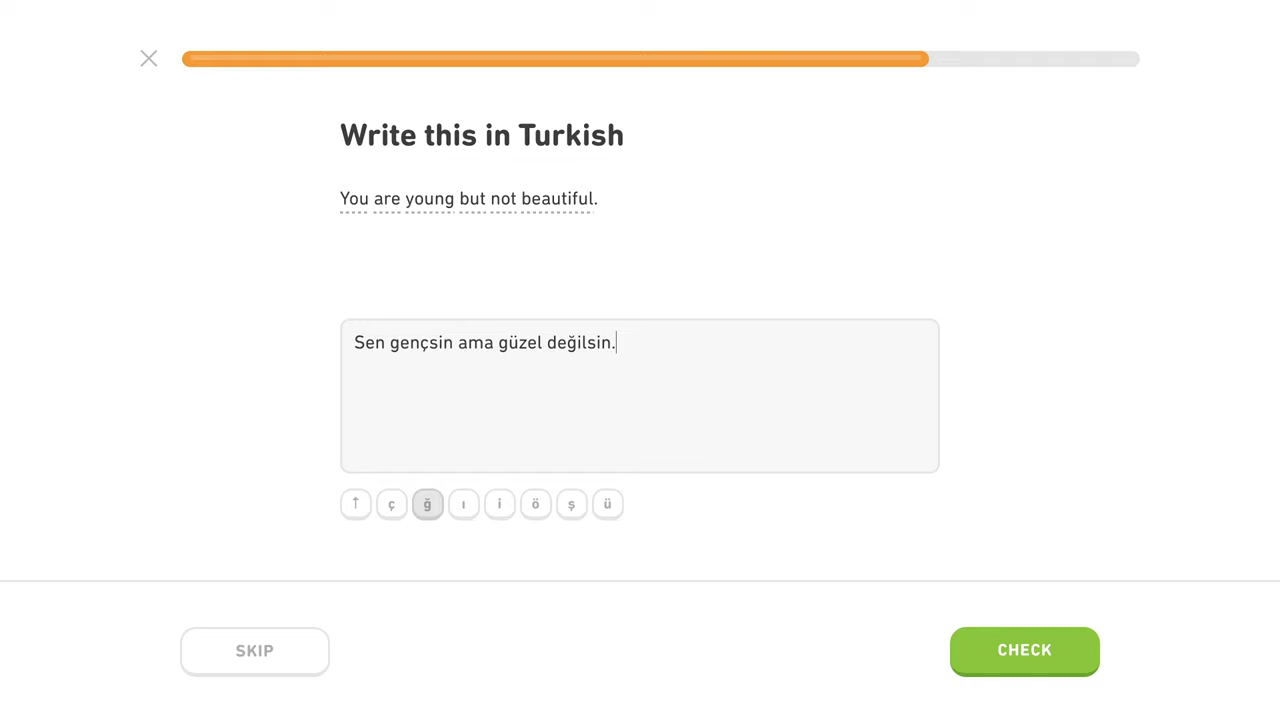 Write this in Turkish
You are young but not beautiful.
Sen gençsin ama güzel değilsin.
↑ ç ğ ı i ö ş ü
SKIP
CHECK